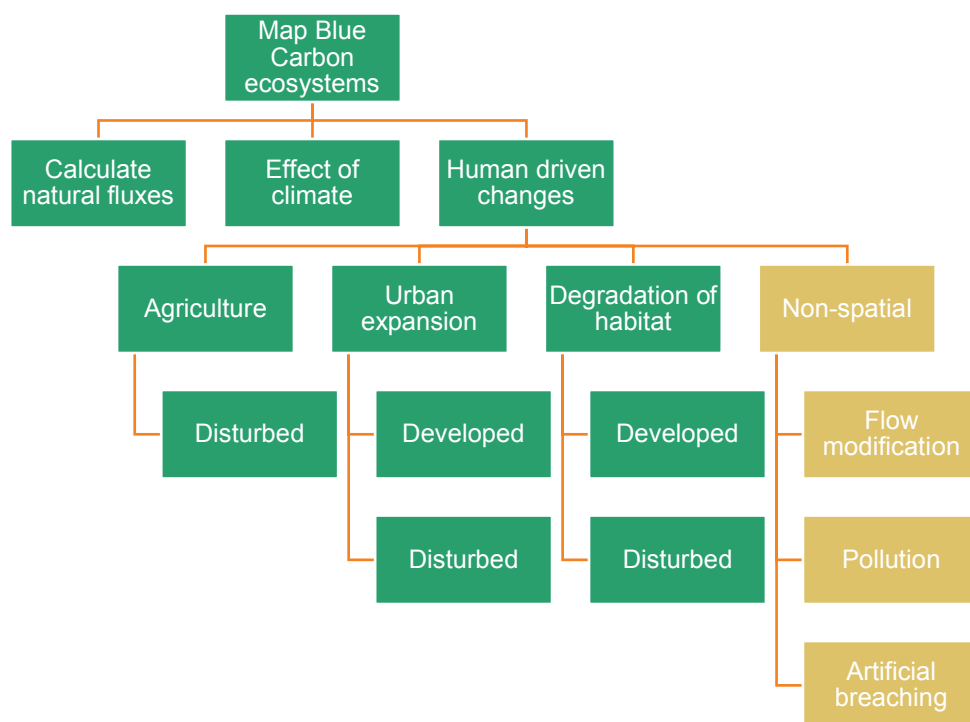 Map Blue
Carbon
ecosystems
Calculate
natural fluxes
Effect of
climate
Human driven
changes
Agriculture
Urban
expansion
Degradation of
habitat
Non-spatial
Disturbed
Developed
Developed
Flow
modification
Disturbed
Disturbed
Pollution
Artificial
breaching